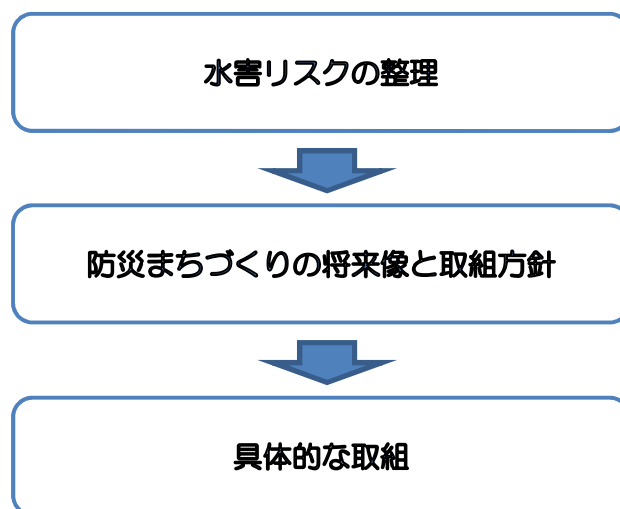 水害リスクの整理
防災まちづくりの将来像と取組方針
具体的な取組